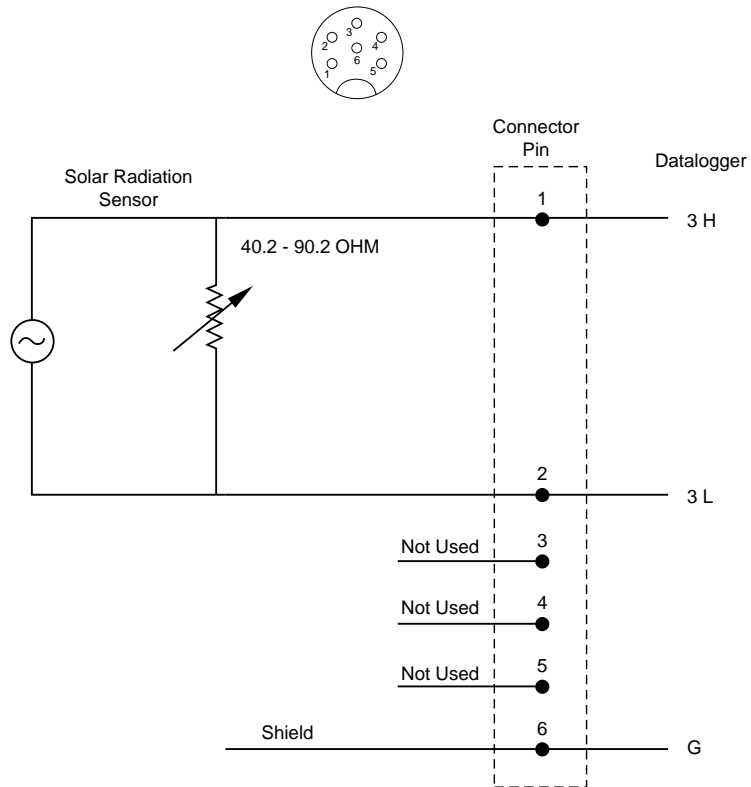 3
2
4
6
1
5
Connector
Pin
Datalogger
Solar Radiation
Sensor
1
3 H
40.2 - 90.2 OHM
2
3 L
Not Used
3
Not Used
4
Not Used
5
Shield
6
G